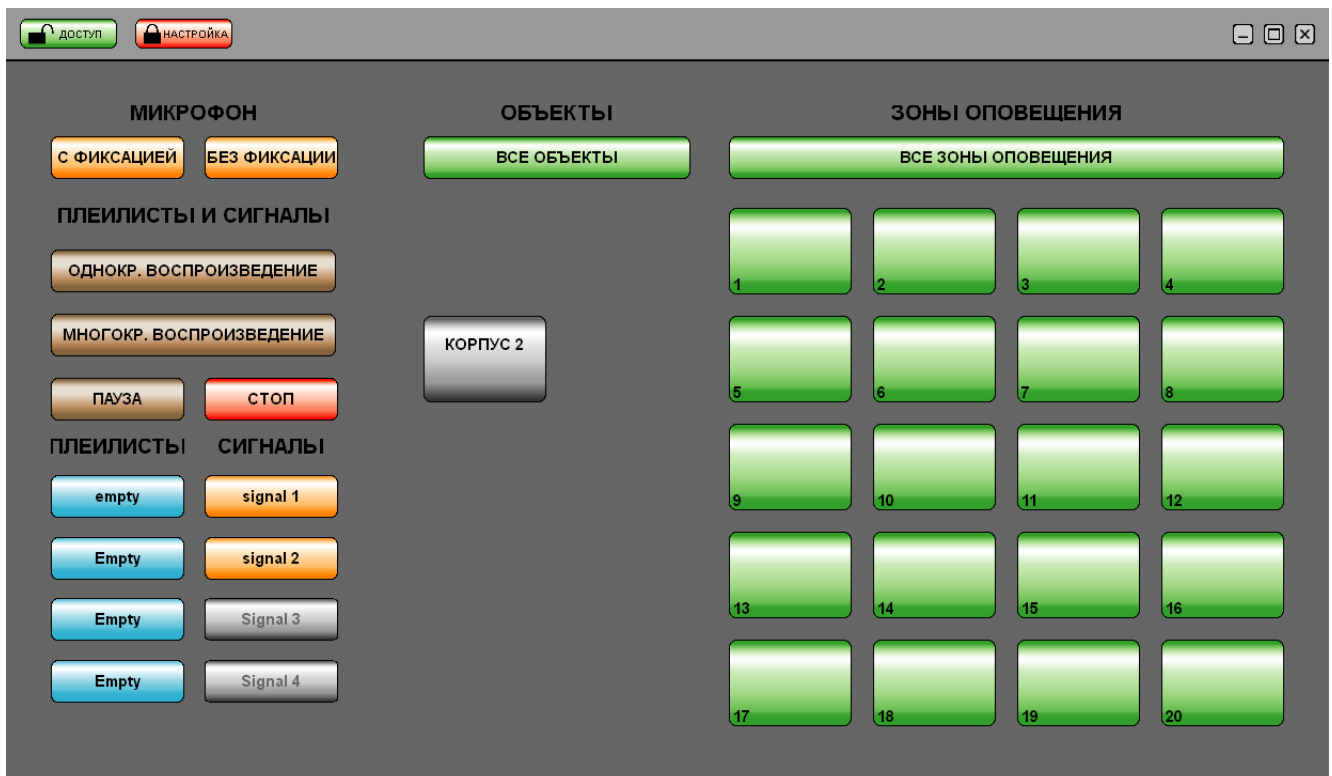 ДОСТУП
НАСТРОЙКА
МИКРОФОН
С ФИКСАЦИЕЙ
БЕЗ ФИКСАЦИИ
ПЛЕИЛИСТЫ И СИГНАЛЫ
ОДНОКР. ВОСПРОИЗВЕДЕНИЕ
МНОГОКР. ВОСПРОИЗВЕДЕНИЕ
ПАУЗА
СТОП
ПЛЕИЛИСТЫ
СИГНАЛЫ
empty
signal 1
Empty
signal 2
Empty
Signal 3
Empty
Signal 4
ОБЪЕКТЫ
ВСЕ ОБЪЕКТЫ
КОРПУС 2
ЗОНЫ ОПОВЕЩЕНИЯ
ВСЕ ЗОНЫ ОПОВЕЩЕНИЯ
1
2
3
4
5
6
7
8
9
10
11
12
13
14
15
16
17
18
19
20